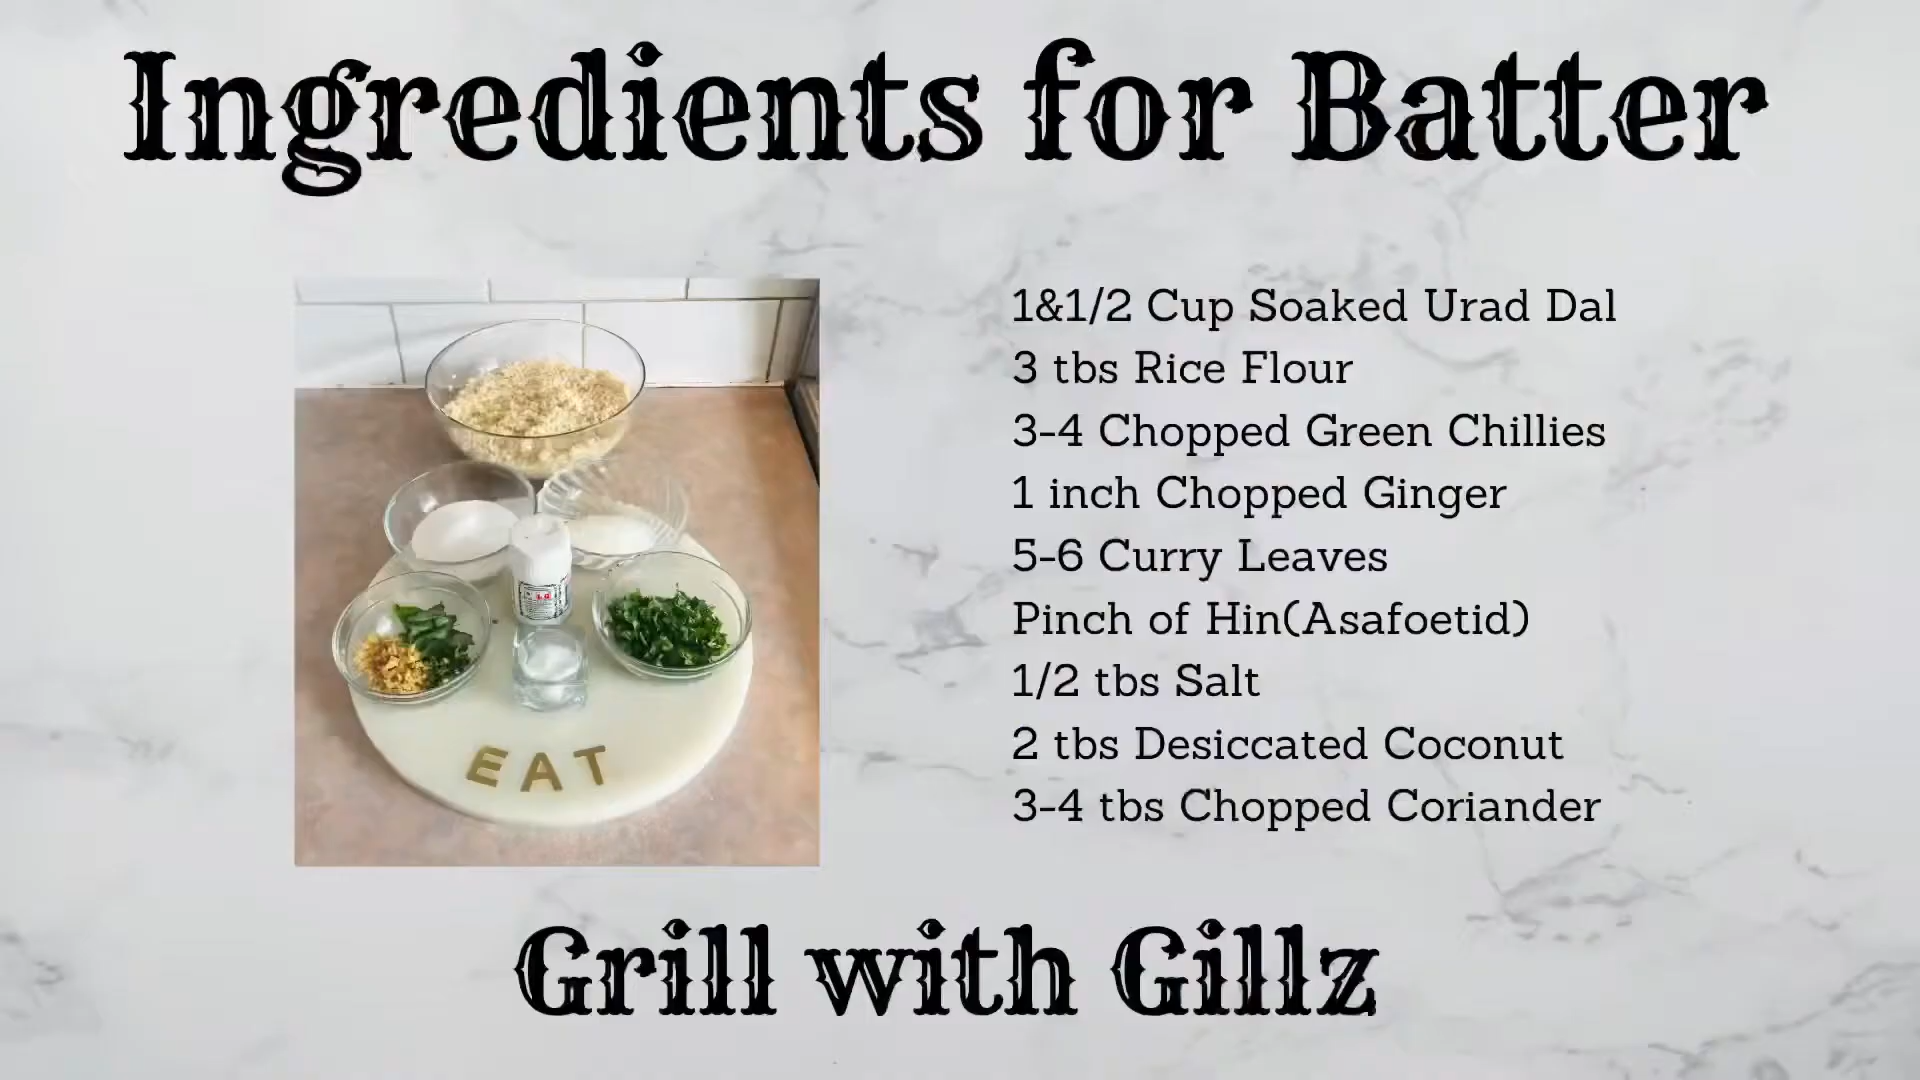 Ingredients for Batter
1&1/2 Cup Soaked Urad Dal
3 tbs Rice Flour
3-4 Chopped Green Chillies
1 inch Chopped Ginger
5-6 Curry Leaves
Pinch of Hin(Asafoetid)
1/2 tbs Salt
2 tbs Desiccated Coconut
3-4 tbs Chopped Coriander
LG
EAT
Grill with Gillz